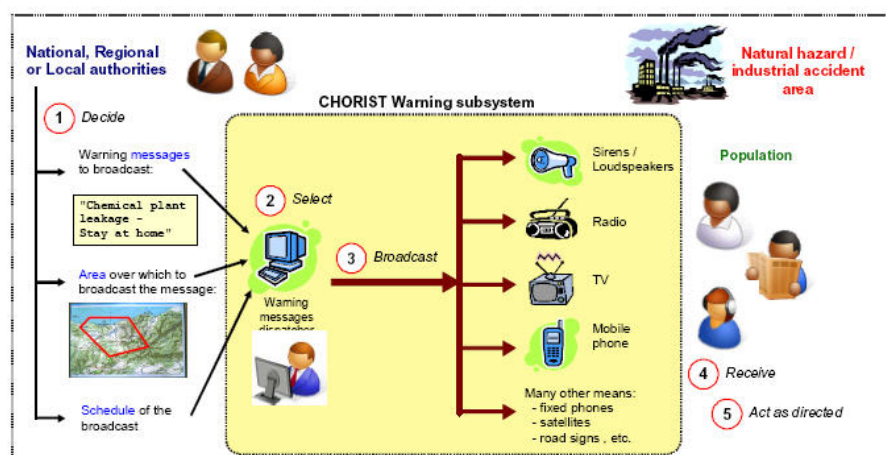 National, Regional
or Local authorities
Natural hazard /
industrial accident
area
CHORIST Warning subsystem
1 Decide
Warning messages
to broadcast:
"Chemical plant
leakage -
Stay at home"
Area over which to
broadcast the message:
Schedule of the
broadcast
2 Select
Warning
messages
dispatcher
3 Broadcast
Sirens /
Loudspeakers
Radio
TV
Mobile
phone
Many other means:
- fixed phones
- satellites
- road signs , etc.
Population
4 Receive
5 Act as directed